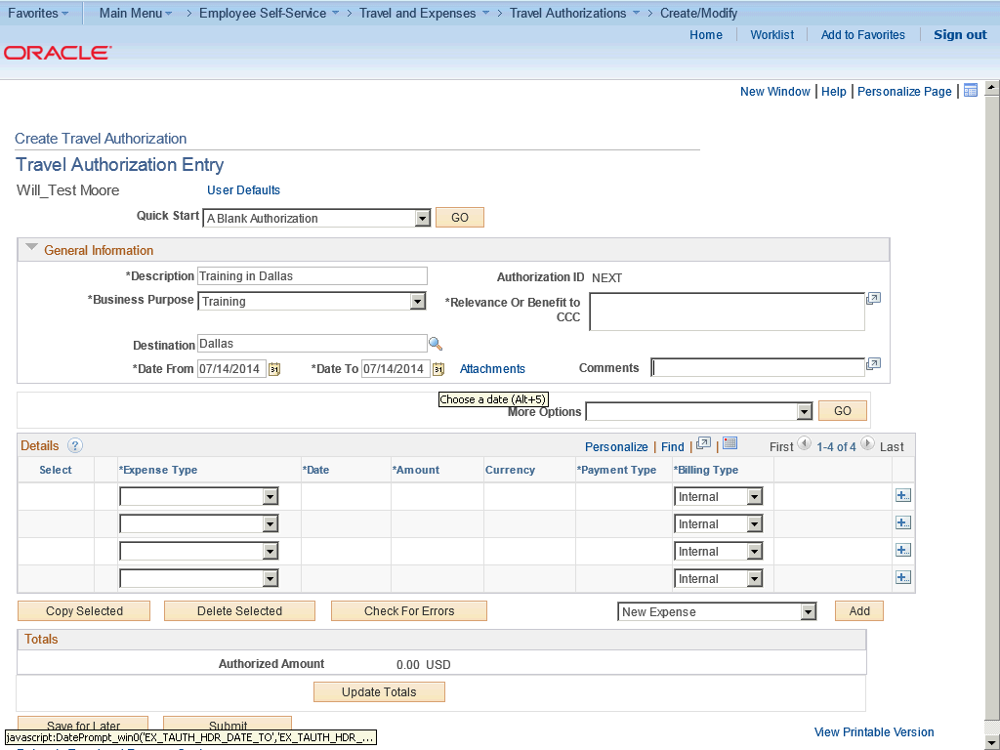 Favorites Main Menu > Employee Self-Service > Travel and Expenses > Travel Authorizations > Create/Modify
Home Worklist Add to Favorites Sign out
ORACLE
New Window | Help | Personalize Page |
Create Travel Authorization
Travel Authorization Entry
Will_Test Moore User Defaults
Quick Start A Blank Authorization GO
General Information
*Description Training in Dallas Authorization ID NEXT
*Business Purpose Training *Relevance Or Benefit to
CCC
Destination Dallas
*Date From 07/14/2014 31 *Date To 07/14/2014 31 Attachments Comments
Choose a date (Alt+5)
More Options GO
Details ? Personalize | Find | | First 1-4 of 4 Last
Select *Expense Type *Date *Amount Currency *Payment Type *Billing Type
Internal
Internal
Internal
Internal
Copy Selected Delete Selected Check For Errors New Expense Add
Totals
Authorized Amount 0.00 USD
Update Totals
Save for Later Submit
View Printable Version
javascript:DatePrompt_win0('EX_TAUTH_HDR_DATE_TO','EX_TAUTH_HDR_...